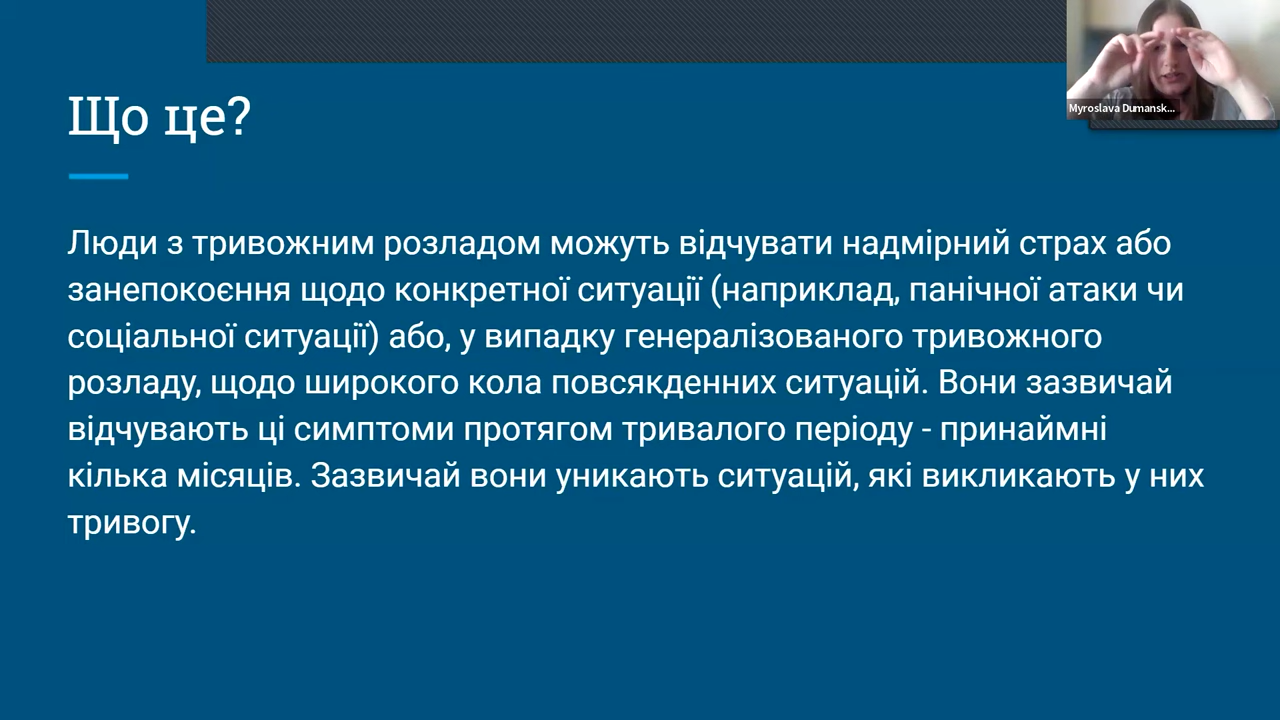 Myroslava Dumansk...
Що це?
Люди з тривожним розладом можуть відчувати надмірний страх або
занепокоєння щодо конкретної ситуації (наприклад, панічної атаки чи
соціальної ситуації) або, у випадку генералізованого тривожного
розладу, щодо широкого кола повсякденних ситуацій. Вони зазвичай
відчувають ці симптоми протягом тривалого періоду - принаймні
кілька місяців. Зазвичай вони уникають ситуацій, які викликають у них
тривогу.